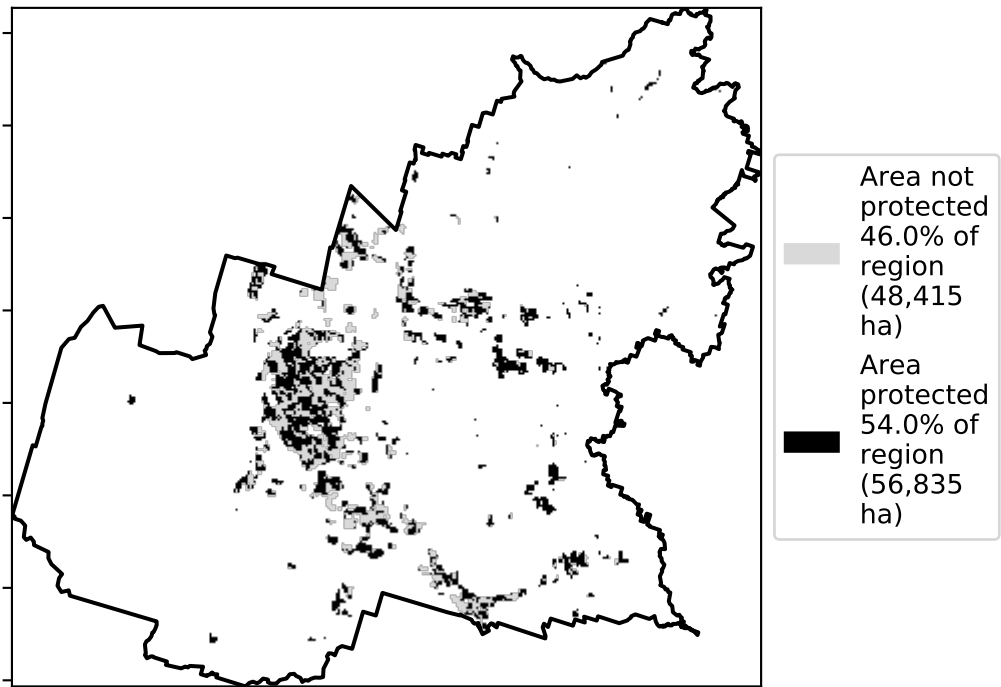 Area not
protected
46.0% of
region
(48,415
ha)
Area
protected
54.0% of
region
(56,835
ha)